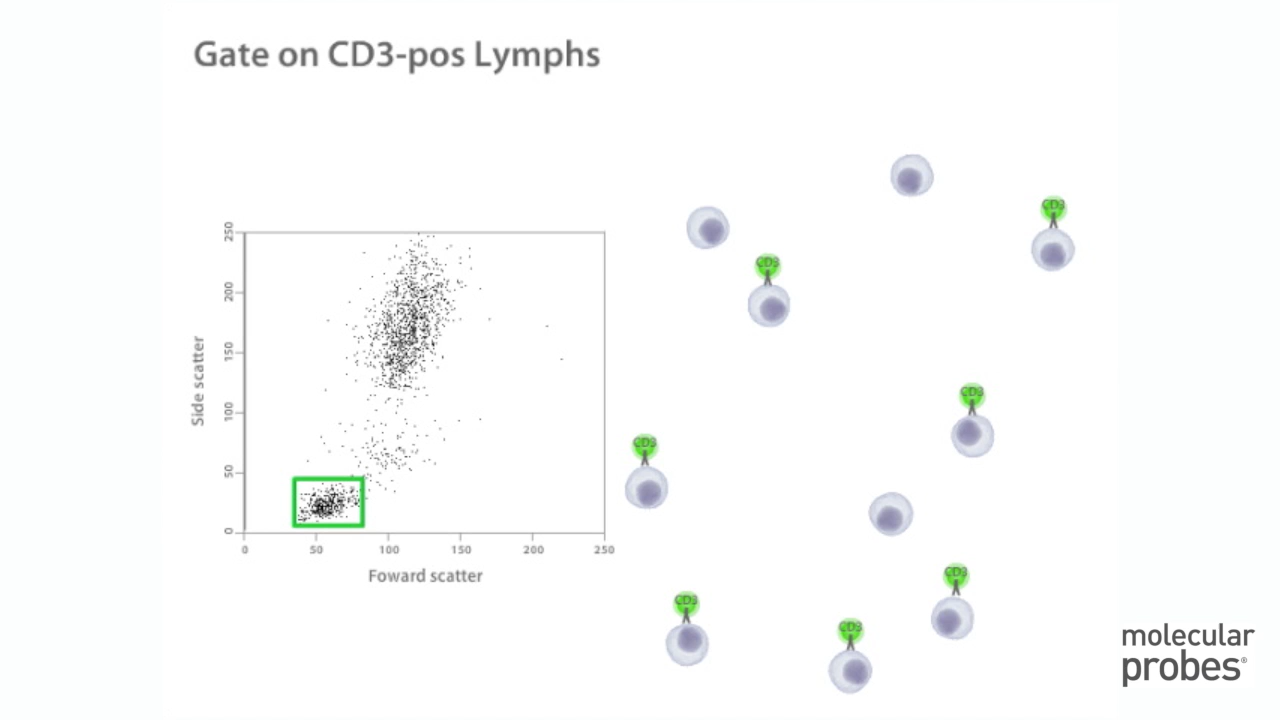 Gate on CD3-pos Lymphs
CD3
CD3
250
200
Side scatter
150
CD3
100
CD3
50
0
0 50 100 150 200 250
Foward scatter
CD3
CD3
CD3
molecular
probes®